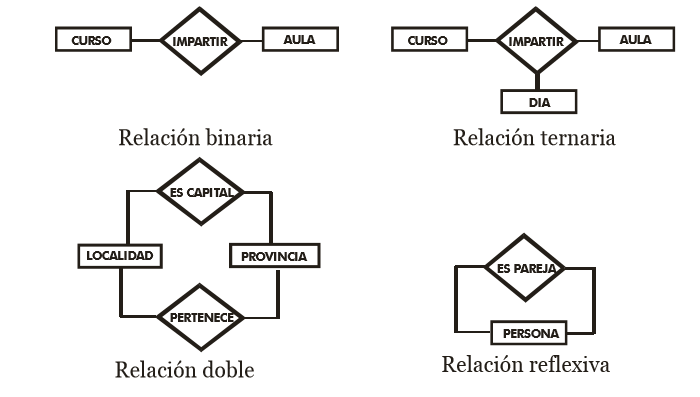 CURSO IMPARTIR AULA
CURSO IMPARTIR AULA
DIA
Relación binaria
Relación ternaria
ES CAPITAL
LOCALIDAD PROVINCIA
PERTENECE
Relación doble
ES PAREJA
PERSONA
Relación reflexiva